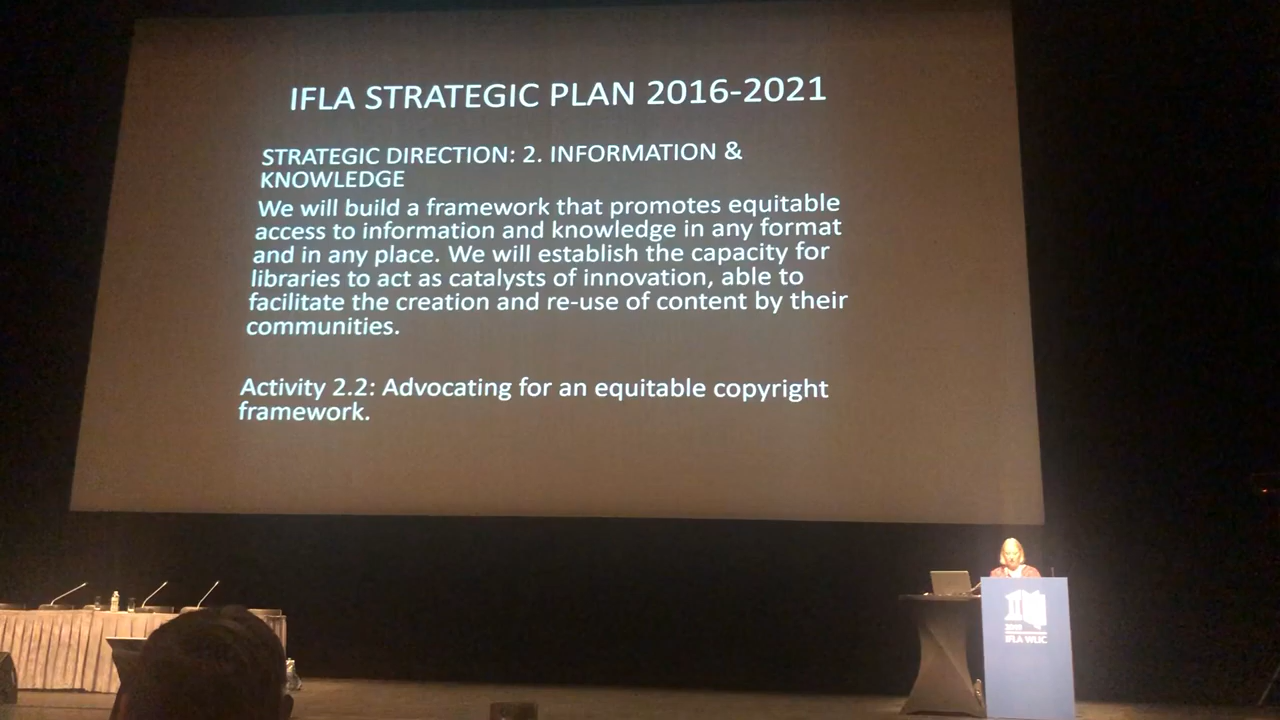 IFLA STRATEGIC PLAN 2016-2021
STRATEGIC DIRECTION: 2. INFORMATION &
KNOWLEDGE
We will build a framework that promotes equitable
access to information and knowledge in any format
and in any place. We will establish the capacity for
libraries to act as catalysts of innovation, able to
facilitate the creation and re-use of content by their
communities.
Activity 2.2: Advocating for an equitable copyright
framework.
IFLA WLIC